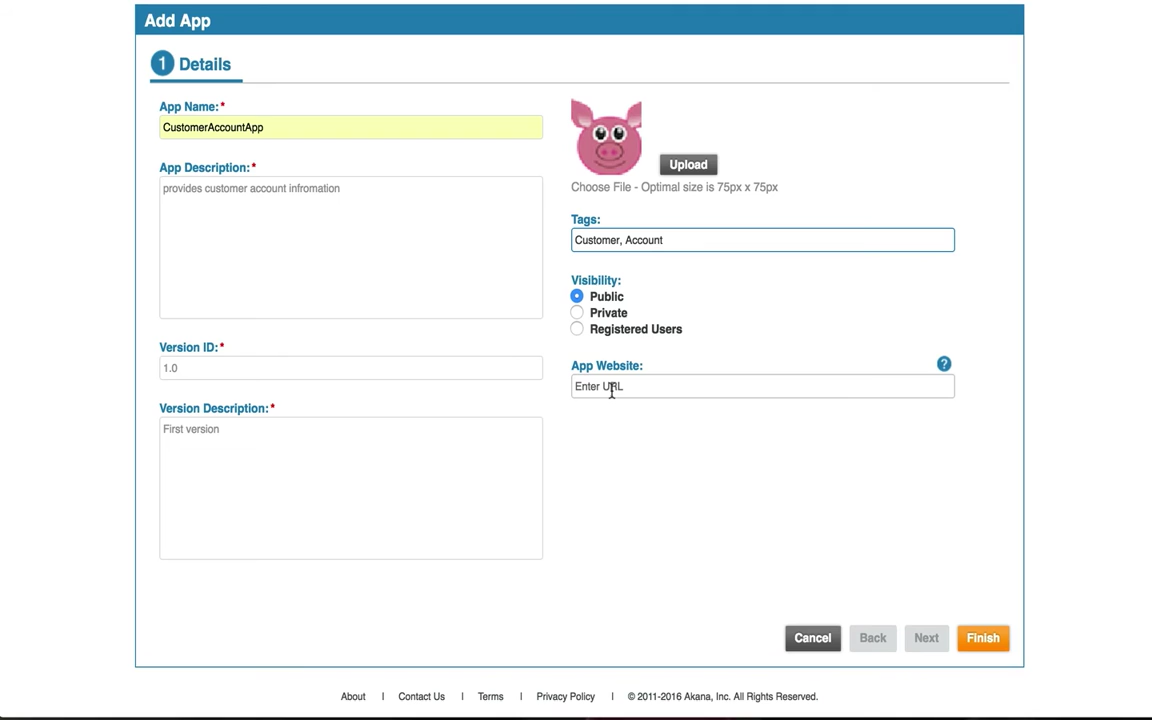 Add App
1 Details
App Name:*
CustomerAccountApp
App Description:*
provides customer account infromation
Version ID:*
1.0
Version Description:*
First version
Upload
Choose File - Optimal size is 75px x 75px
Tags:
Customer, Account
Visibility:
Public
Private
Registered Users
App Website: ?
Enter URL
Cancel Back Next Finish
About | Contact Us | Terms | Privacy Policy | © 2011-2016 Akana, Inc. All Rights Reserved.